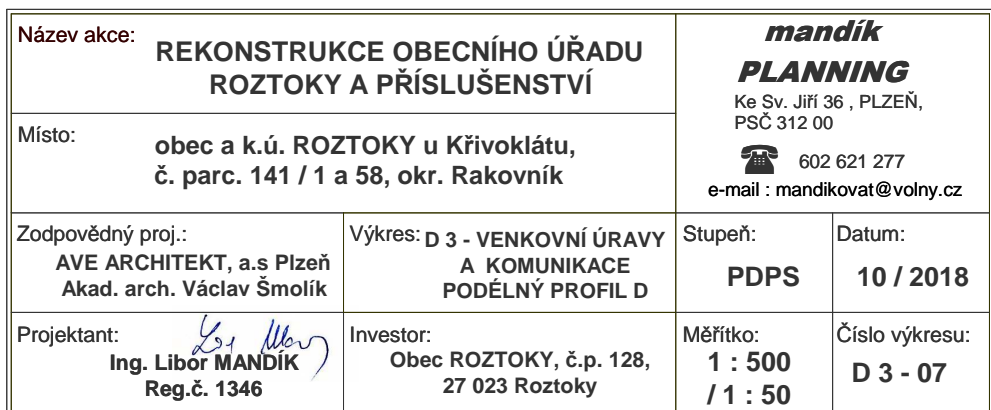 Název akce:
REKONSTRUKCE OBECNÍHO ÚŘADU
ROZTOKY A PŘÍSLUŠENSTVÍ
mandík
PLANNING
Ke Sv. Jiří 36 , PLZEŇ,
PSČ 312 00
602 621 277
e-mail : mandikovat@volny.cz
Místo:
obec a k.ú. ROZTOKY u Křivoklátu,
č. parc. 141 / 1 a 58, okr. Rakovník
Zodpovědný proj.:
AVE ARCHITEKT, a.s Plzeň
Akad. arch. Václav Šmolík
Výkres: D 3 - VENKOVNÍ ÚRAVY
A KOMUNIKACE
PODÉLNÝ PROFIL D
Stupeň:
PDPS
Datum:
10 / 2018
Projektant:
Ing. Libor MANDÍK
Reg.č. 1346
Investor:
Obec ROZTOKY, č.p. 128,
27 023 Roztoky
Měřítko:
1 : 500
/ 1 : 50
Číslo výkresu:
D 3 - 07